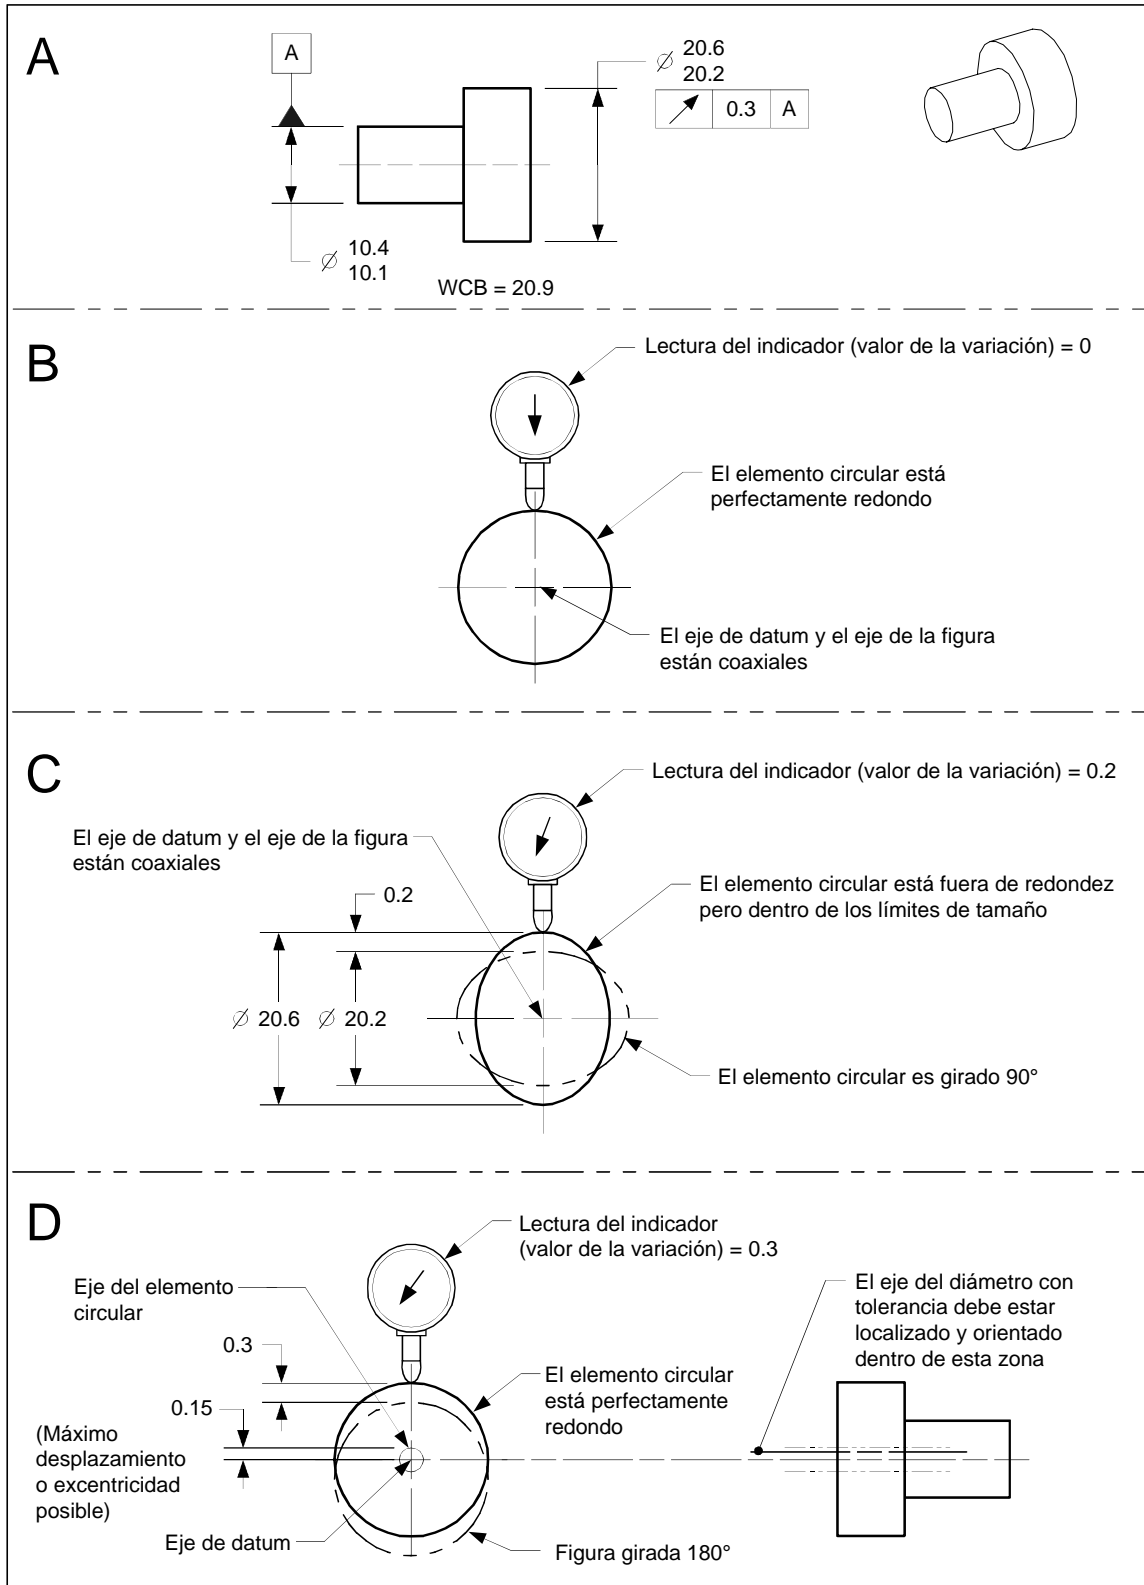 A
A
⌀ 20.6
20.2
↗ 0.3 A
⌀ 10.4
10.1
WCB = 20.9
B
Lectura del indicador (valor de la variación) = 0
El elemento circular está
perfectamente redondo
El eje de datum y el eje de la figura
están coaxiales
C
Lectura del indicador (valor de la variación) = 0.2
El eje de datum y el eje de la figura
están coaxiales
0.2
El elemento circular está fuera de redondez
pero dentro de los límites de tamaño
⌀ 20.6
⌀ 20.2
El elemento circular es girado 90°
D
Lectura del indicador
(valor de la variación) = 0.3
Eje del elemento
circular
0.3
0.15
(Máximo
desplazamiento
o excentricidad
posible)
El elemento circular
está perfectamente
redondo
El eje del diámetro con
tolerancia debe estar
localizado y orientado
dentro de esta zona
Eje de datum
Figura girada 180°